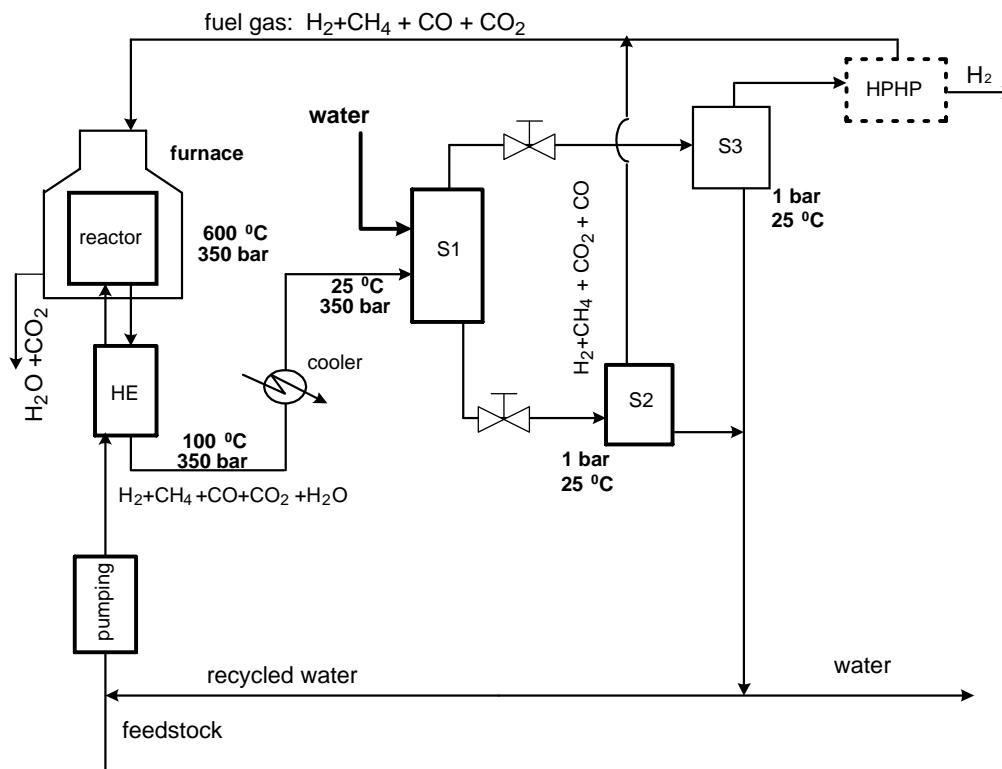 fuel gas: H₂+CH₄ + CO + CO₂
HPHP
H₂
water
S3
furnace
1 bar
25 ⁰C
reactor
600 ⁰C
350 bar
S1
25 ⁰C
350 bar
H₂+CH₄ + CO₂ + CO
H₂O +CO₂
HE
cooler
S2
100 ⁰C
350 bar
1 bar
25 ⁰C
H₂+CH₄ +CO+CO₂ +H₂O
pumping
recycled water
water
feedstock